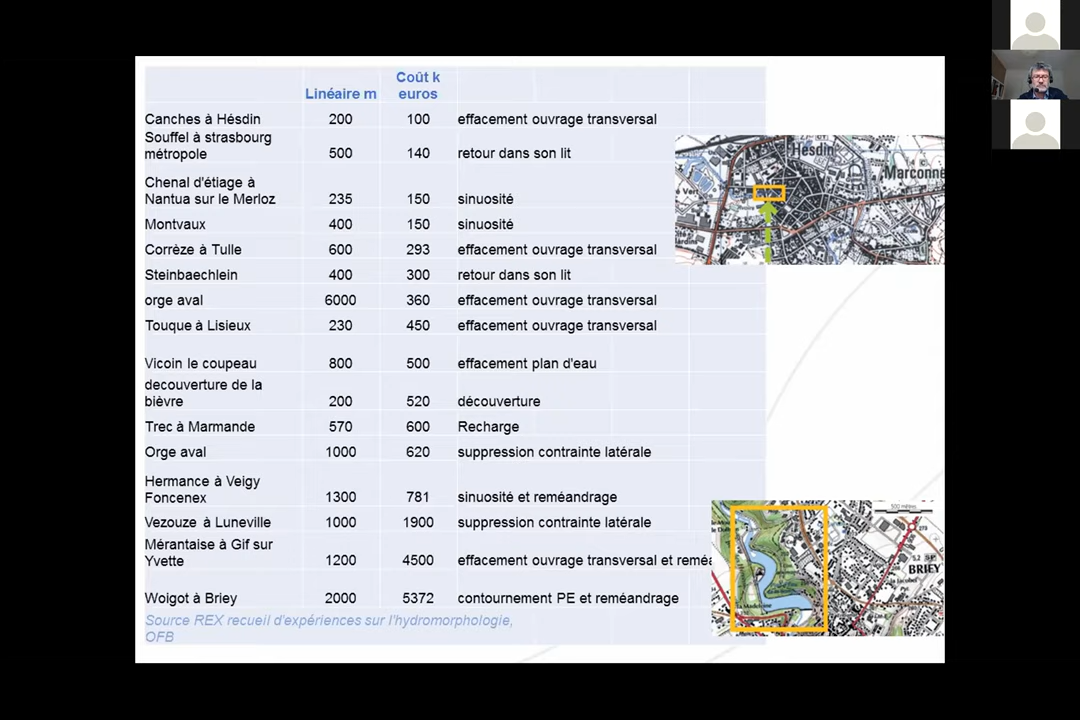 Linéaire m
Coût k
euros
Canches à Hésdin 200 100 effacement ouvrage transversal
Souffel à strasbourg
métropole 500 140 retour dans son lit
Chenal d'étiage à
Nantua sur le Merloz 235 150 sinuosité
Montvaux 400 150 sinuosité
Corrèze à Tulle 600 293 effacement ouvrage transversal
Steinbaechlein 400 300 retour dans son lit
orge aval 6000 360 effacement ouvrage transversal
Touque à Lisieux 230 450 effacement ouvrage transversal
Vicoin le coupeau 800 500 effacement plan d'eau
decouverture de la
bièvre 200 520 découverture
Trec à Marmande 570 600 Recharge
Orge aval 1000 620 suppression contrainte latérale
Hermance à Veigy
Foncenex 1300 781 sinuosité et reméandrage
Vezouze à Luneville 1000 1900 suppression contrainte latérale
Mérantaise à Gif sur
Yvette 1200 4500 effacement ouvrage transversal et reméa
Woigot à Briey 2000 5372 contournement PE et reméandrage
Source REX recueil d'expériences sur l'hydromorphologie,
OFB
Hesdin
Marconne
500 mètres
BRIEY
la Madeleine